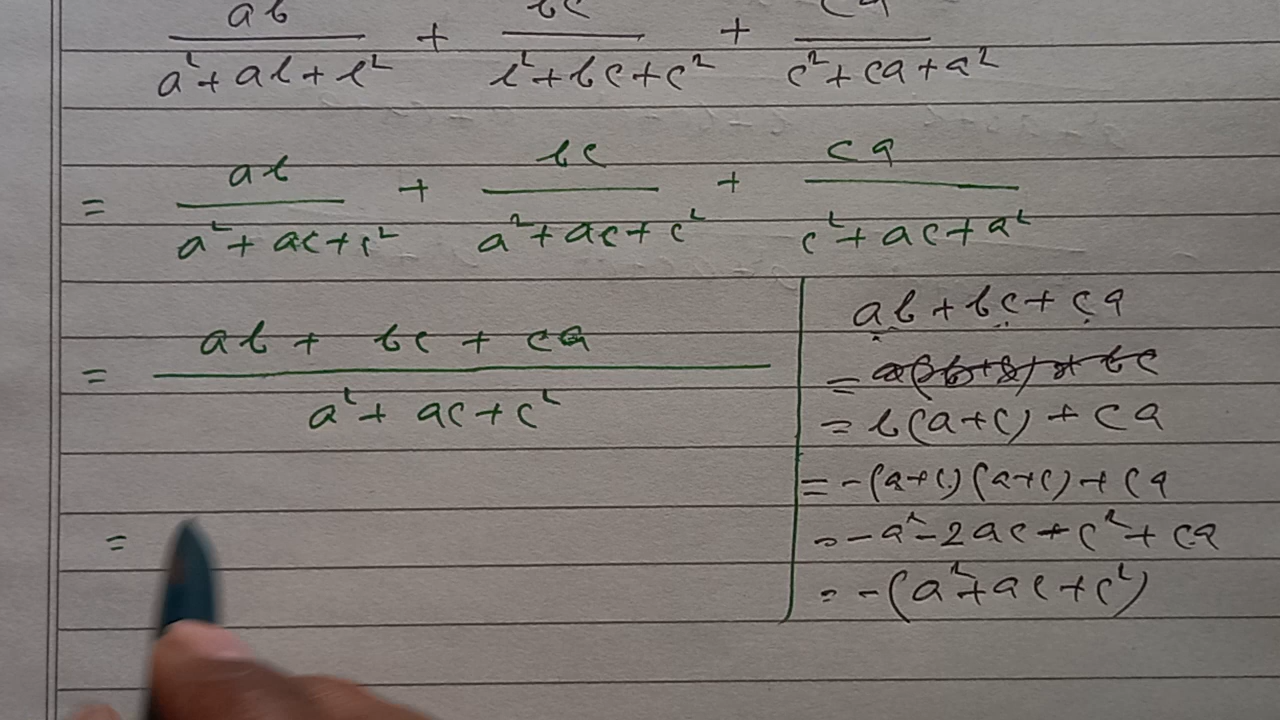 ab/(a²+ab+b²) + bc/(b²+bc+c²) + ca/(c²+ca+a²)
= ab/(a²+ac+c²) + bc/(a²+ac+c²) + ca/(c²+ac+a²)
= (ab + bc + ca)/(a²+ac+c²)
=
ab+bc+ca
= b(a+c)+ca
=-(a+c)(a+c)+ca
=-a²-2ac+c²+ca
=-(a²+ac+c²)